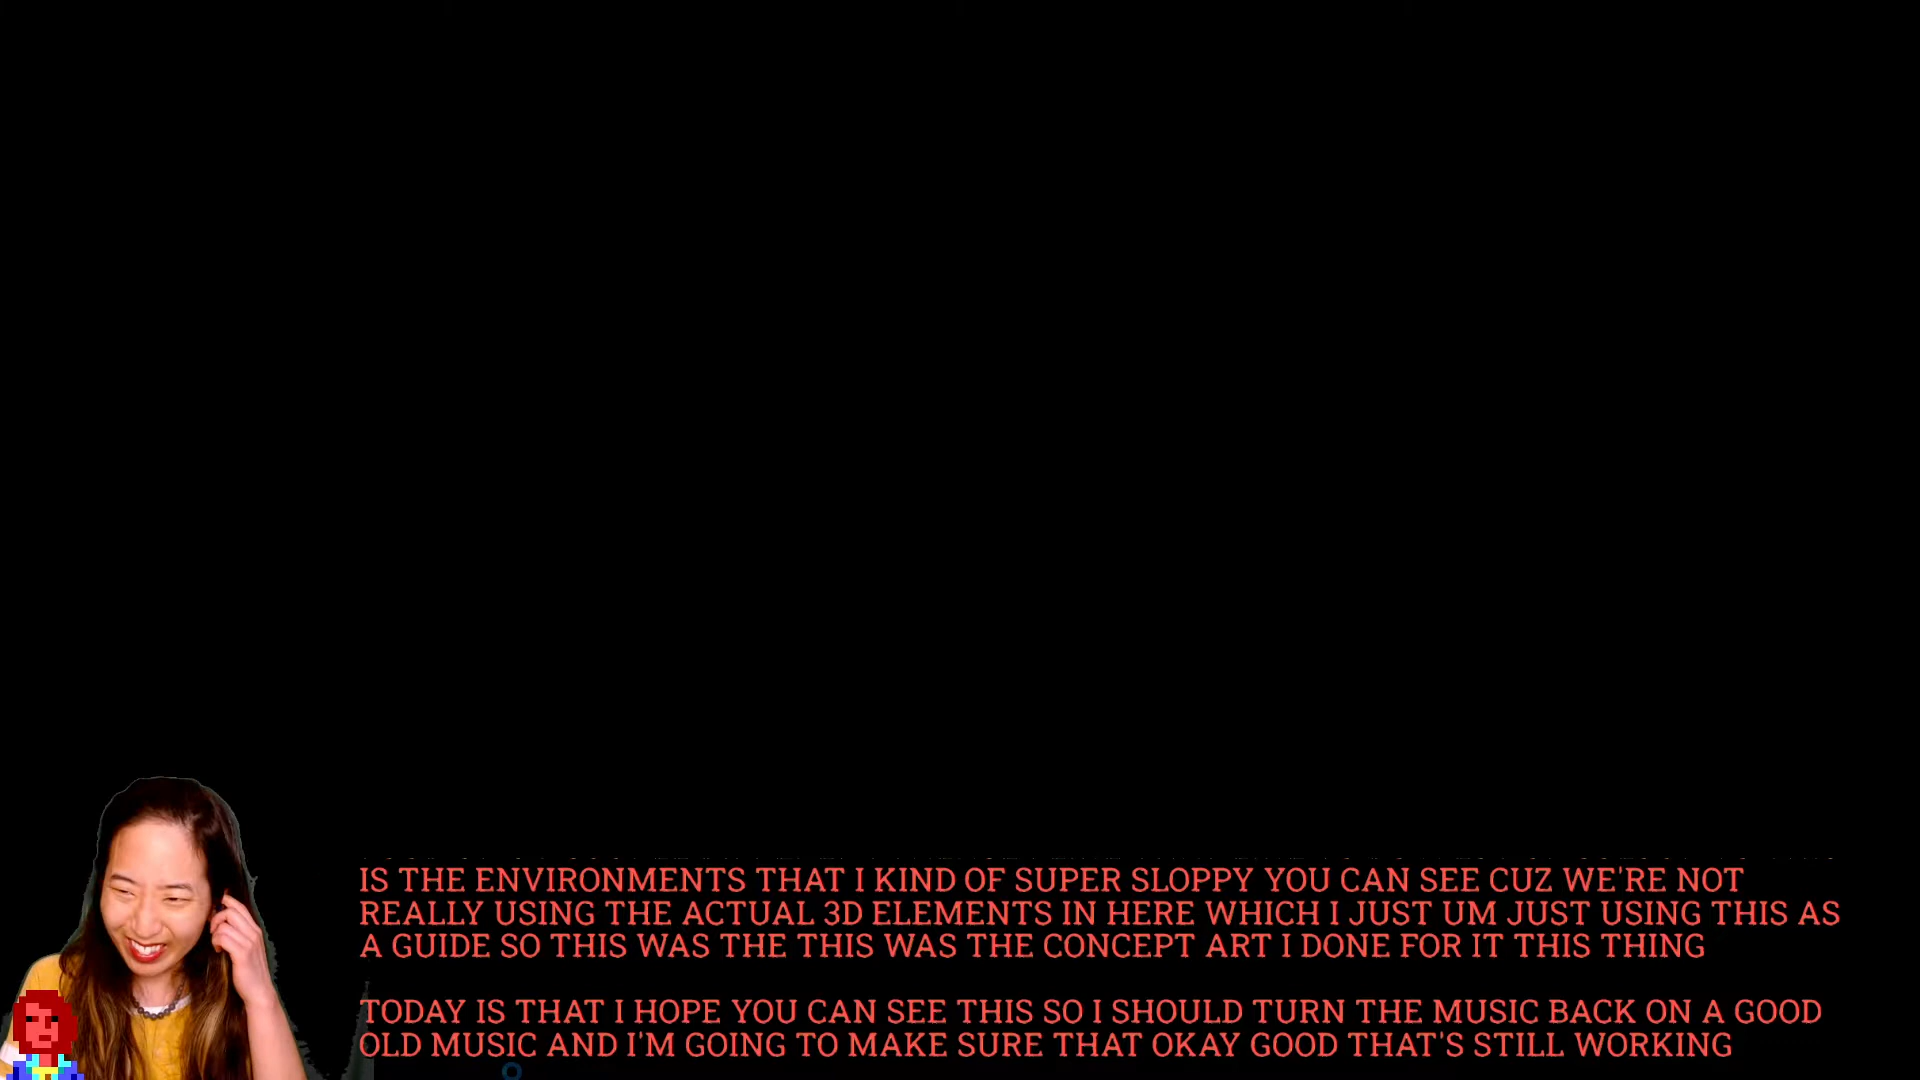 IS THE ENVIRONMENTS THAT I KIND OF SUPER SLOPPY YOU CAN SEE CUZ WE'RE NOT
REALLY USING THE ACTUAL 3D ELEMENTS IN HERE WHICH I JUST UM JUST USING THIS AS
A GUIDE SO THIS WAS THE THIS WAS THE CONCEPT ART I DONE FOR IT THIS THING
TODAY IS THAT I HOPE YOU CAN SEE THIS SO I SHOULD TURN THE MUSIC BACK ON A GOOD
OLD MUSIC AND I'M GOING TO MAKE SURE THAT OKAY GOOD THAT'S STILL WORKING